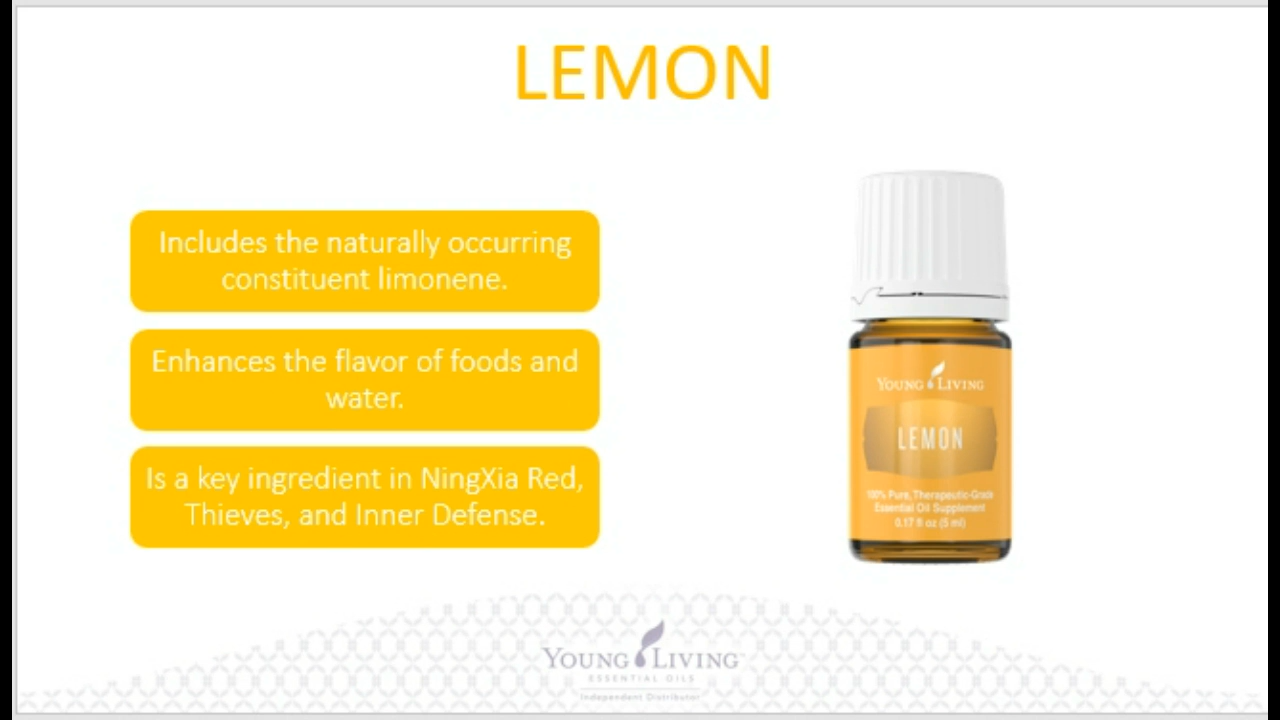 LEMON
Includes the naturally occurring
constituent limonene.
Enhances the flavor of foods and
water.
Is a key ingredient in NingXia Red,
Thieves, and Inner Defense.
YOUNG LIVING
LEMON
100% Pure, Therapeutic-Grade
Essential Oil Supplement
0.17 fl oz (5 ml)
YOUNG LIVING
ESSENTIAL OILS
Independent Distributor